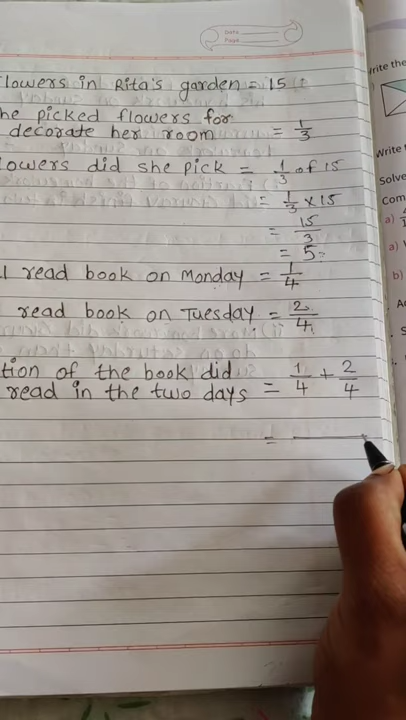 Date
Page
lowers in Rita's garden = 15
he picked flowers for
decorate her room = 1/3
lowers did she pick = 1/3 of 15
= 1/3 × 15
= 15/3
= 5
read book on Monday = 1/4
read book on Tuesday = 2/4
tion of the book did
read in the two days = 1/4 + 2/4
=
Write the
Write
Solve
Com
a)
a)
b)